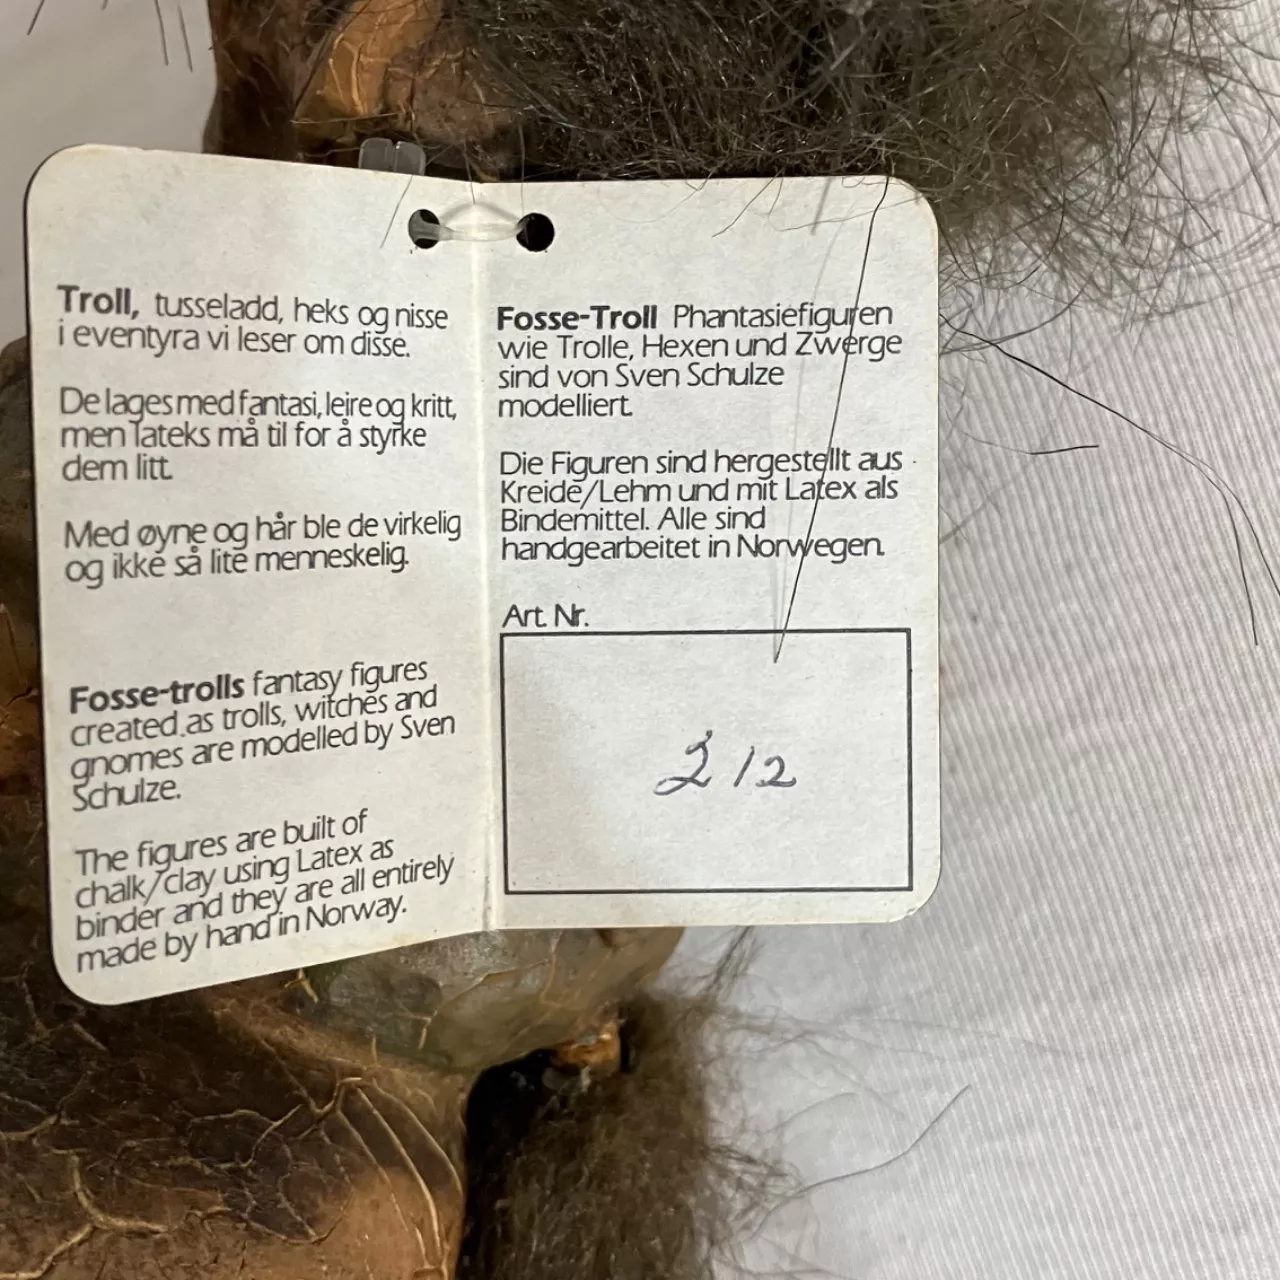 Troll, tusseladd, heks og nisse
i eventyra vi leser om disse.
De lages med fantasi, leire og kritt,
men lateks må til for å styrke
dem litt.
Med øyne og hår ble de virkelig
og ikke så lite menneskelig.
Fosse-trolls fantasy figures
created as trolls, witches and
gnomes are modelled by Sven
Schulze.
The figures are built of
chalk/clay using Latex as
binder and they are all entirely
made by hand in Norway.
Fosse-Troll Phantasiefiguren
wie Trolle, Hexen und Zwerge
sind von Sven Schulze
modelliert.
Die Figuren sind hergestellt aus
Kreide/Lehm und mit Latex als
Bindemittel. Alle sind
handgearbeitet in Norwegen.
Art. Nr.
212